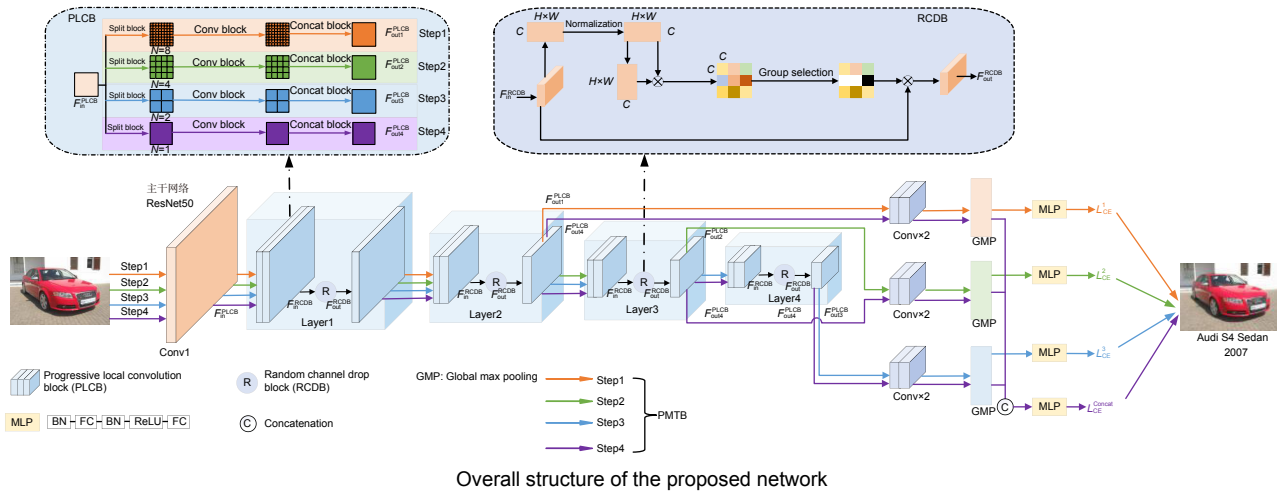 PLCB
Split block
Conv block
Concat block
F_out1^PLCB
Step1
N=8
Split block
Conv block
Concat block
F_out2^PLCB
Step2
F_in^PLCB
N=4
Split block
Conv block
Concat block
F_out3^PLCB
Step3
N=2
Split block
Conv block
Concat block
F_out4^PLCB
Step4
N=1
RCDB
H×W
Normalization
H×W
C
C
H×W
C
C
C
Group selection
F_in^RCDB
F_out^RCDB
主干网络
ResNet50
Step1
Step2
Step3
Step4
Conv1
F_in^PLCB
F_in^RCDB
R
F_out^RCDB
Layer1
F_in^RCDB
R
F_out^RCDB
Layer2
F_out1^PLCB
F_out4^PLCB
F_in^RCDB
R
F_out^RCDB
Layer3
F_out2^PLCB
F_out4^PLCB
F_in^RCDB
R
F_out^RCDB
Layer4
F_out4^PLCB
F_out3^PLCB
Conv×2
GMP
MLP
L_CE^1
Conv×2
GMP
MLP
L_CE^2
Conv×2
GMP
MLP
L_CE^3
C
MLP
L_CE^Concat
Audi S4 Sedan
2007
Progressive local convolution
block (PLCB)
R
Random channel drop
block (RCDB)
GMP: Global max pooling
MLP
BN
FC
BN
ReLU
FC
C
Concatenation
Step1
Step2
Step3
Step4
PMTB
Overall structure of the proposed network